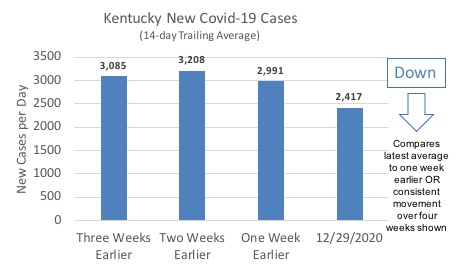 Kentucky New Covid-19 Cases
(14-day Trailing Average)
New Cases per Day
3500
3000
2500
2000
1500
1000
500
0
3,085
3,208
2,991
2,417
Three Weeks
Earlier
Two Weeks
Earlier
One Week
Earlier
12/29/2020
Down
Compares
latest average
to one week
earlier OR
consistent
movement
over four
weeks shown